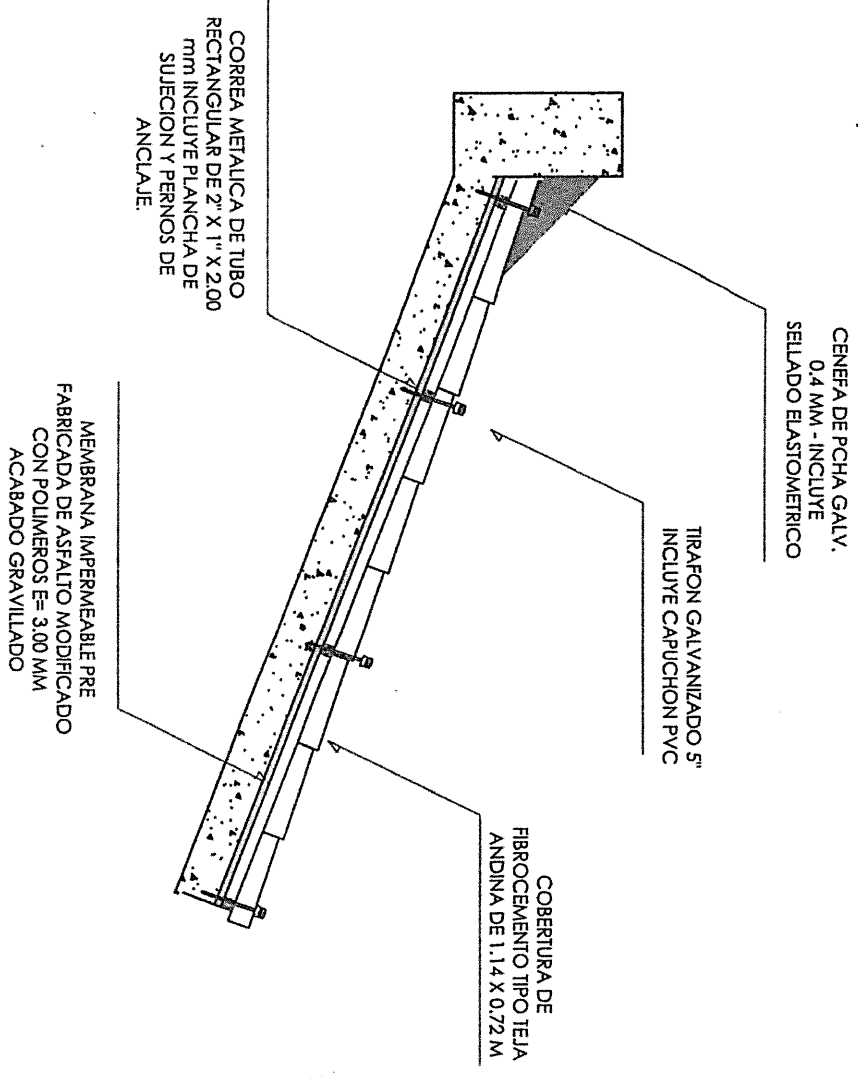 CENEFA DE PCHA GALV.
0.4 MM - INCLUYE
SELLADO ELASTOMETRICO
TIRAFON GALVANIZADO 5"
INCLUYE CAPUCHON PVC
COBERTURA DE
FIBROCEMENTO TIPO TEJA
ANDINA DE 1.14 X 0.72 M
CORREA METALICA DE TUBO
RECTANGULAR DE 2" X 1" X 2.00
mm INCLUYE PLANCHA DE
SUJECION Y PERNOS DE
ANCLAJE.
MEMBRANA IMPERMEABLE PRE
FABRICADA DE ASFALTO MODIFICADO
CON POLIMEROS E= 3.00 MM
ACABADO GRAVILLADO